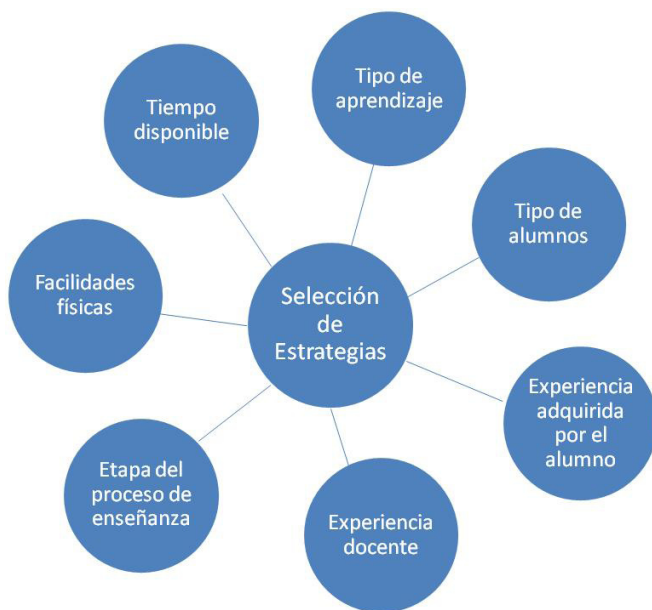 Tipo de
aprendizaje
Tiempo
disponible
Tipo de
alumnos
Facilidades
físicas
Selección
de
Estrategias
Experiencia
adquirida
por el
alumno
Etapa del
proceso de
enseñanza
Experiencia
docente